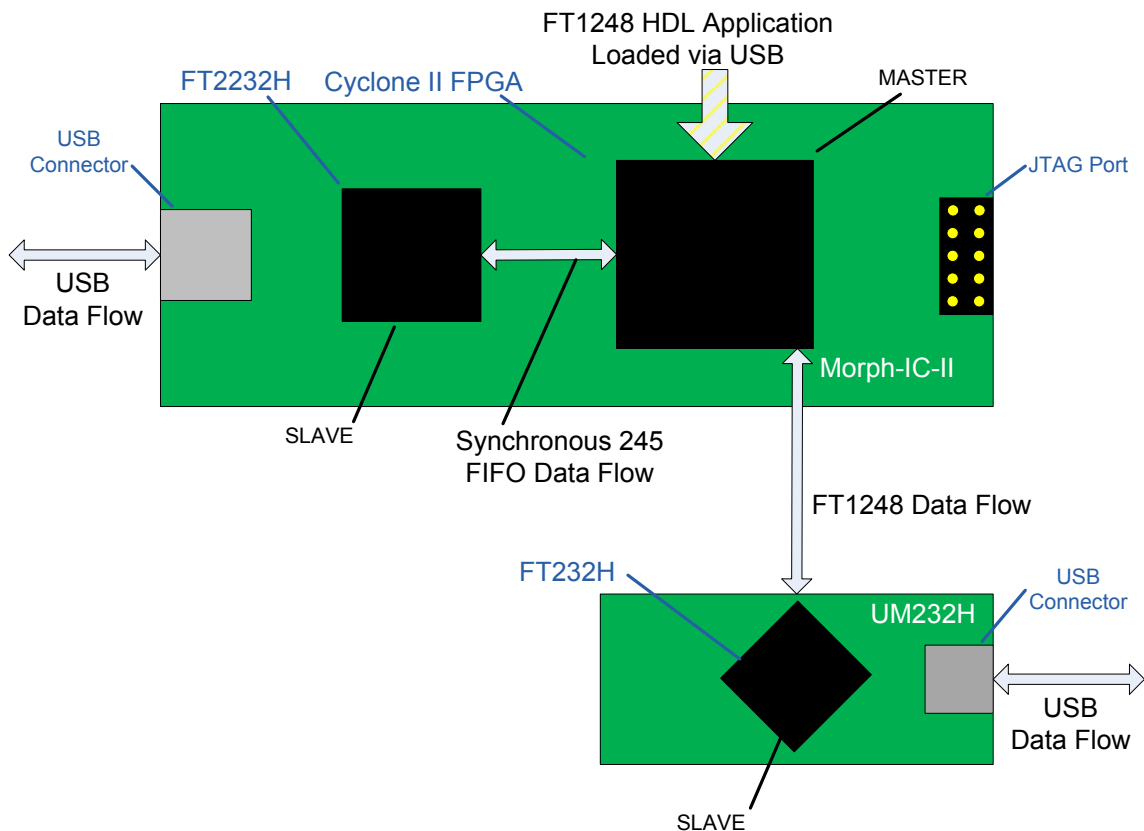 FT1248 HDL Application
Loaded via USB
FT2232H
Cyclone II FPGA
MASTER
USB
Connector
JTAG Port
USB
Data Flow
Morph-IC-II
SLAVE
Synchronous 245
FIFO Data Flow
FT1248 Data Flow
FT232H
USB
Connector
UM232H
USB
Data Flow
SLAVE